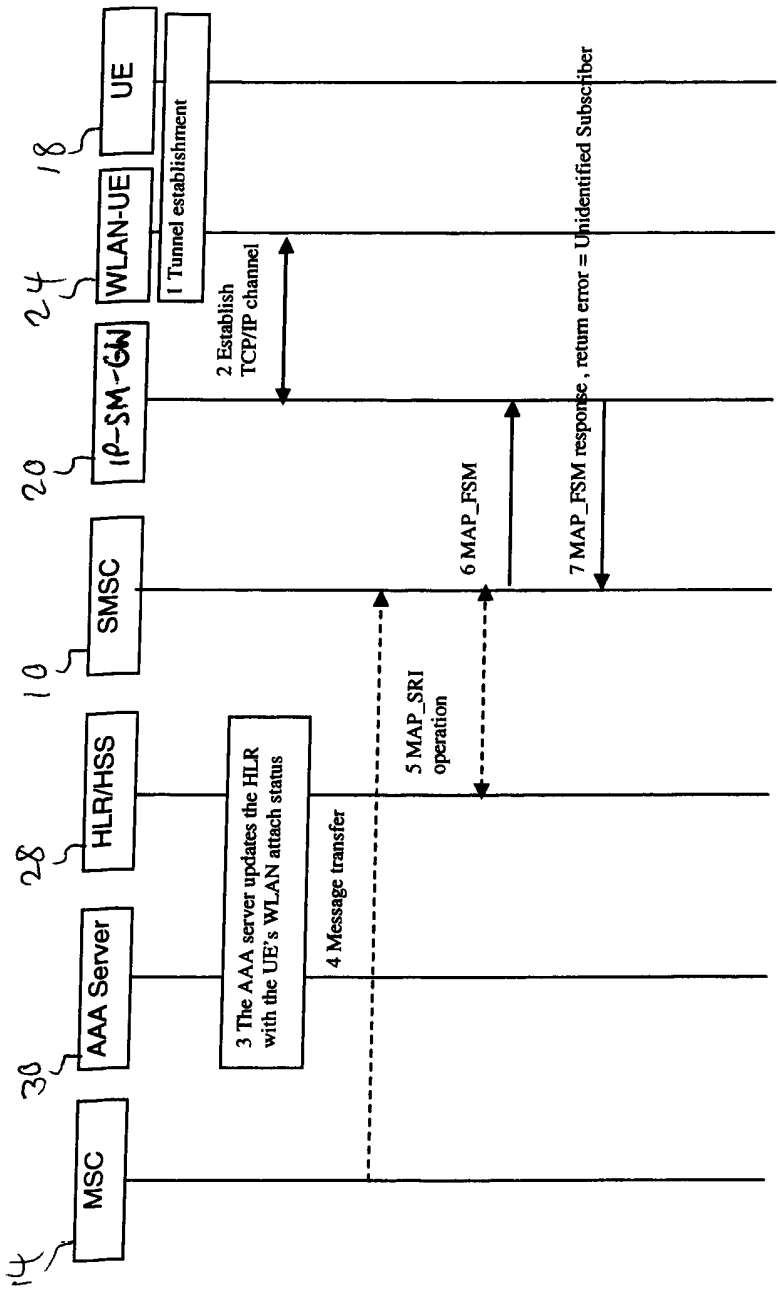 14
MSC
30
AAA Server
28
HLR/HSS
10
SMSC
20
IP-SM-GW
24
WLAN-UE
18
UE
1 Tunnel establishment
2 Establish
TCP/IP channel
3 The AAA server updates the HLR
with the UE's WLAN attach status
4 Message transfer
5 MAP_SRI
operation
6 MAP_FSM
7 MAP_FSM response , return error = Unidentified Subscriber